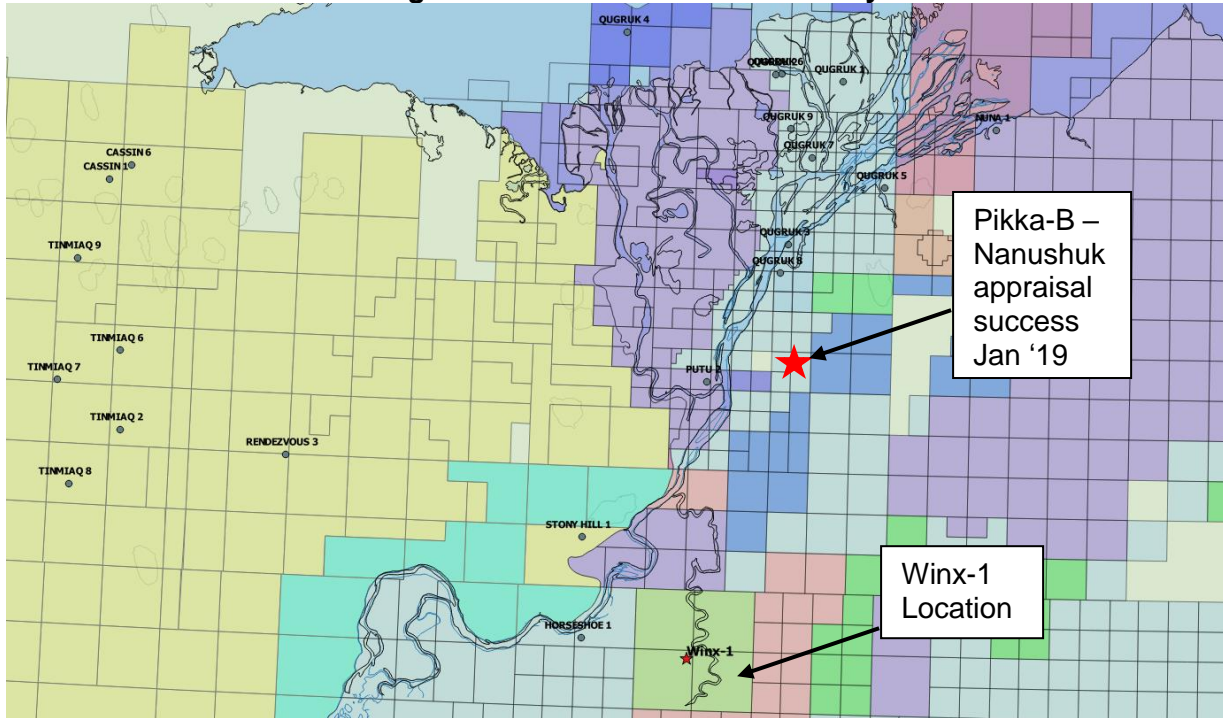 QUGRUK 4
QUGRUK 1
QUGRUK 9
NUNA 1
QUGRUK 7
CASSIN 6
CASSIN 1
QUGRUK 5
Pikka-B –
Nanushuk
appraisal
success
Jan ‘19
QUGRUK 3
TINMIAQ 9
QUGRUK 8
TINMIAQ 6
PUTU 2
TINMIAQ 7
TINMIAQ 2
RENDEZVOUS 3
TINMIAQ 8
STONY HILL 1
Winx-1
Location
HORSESHOE 1
Winx-1